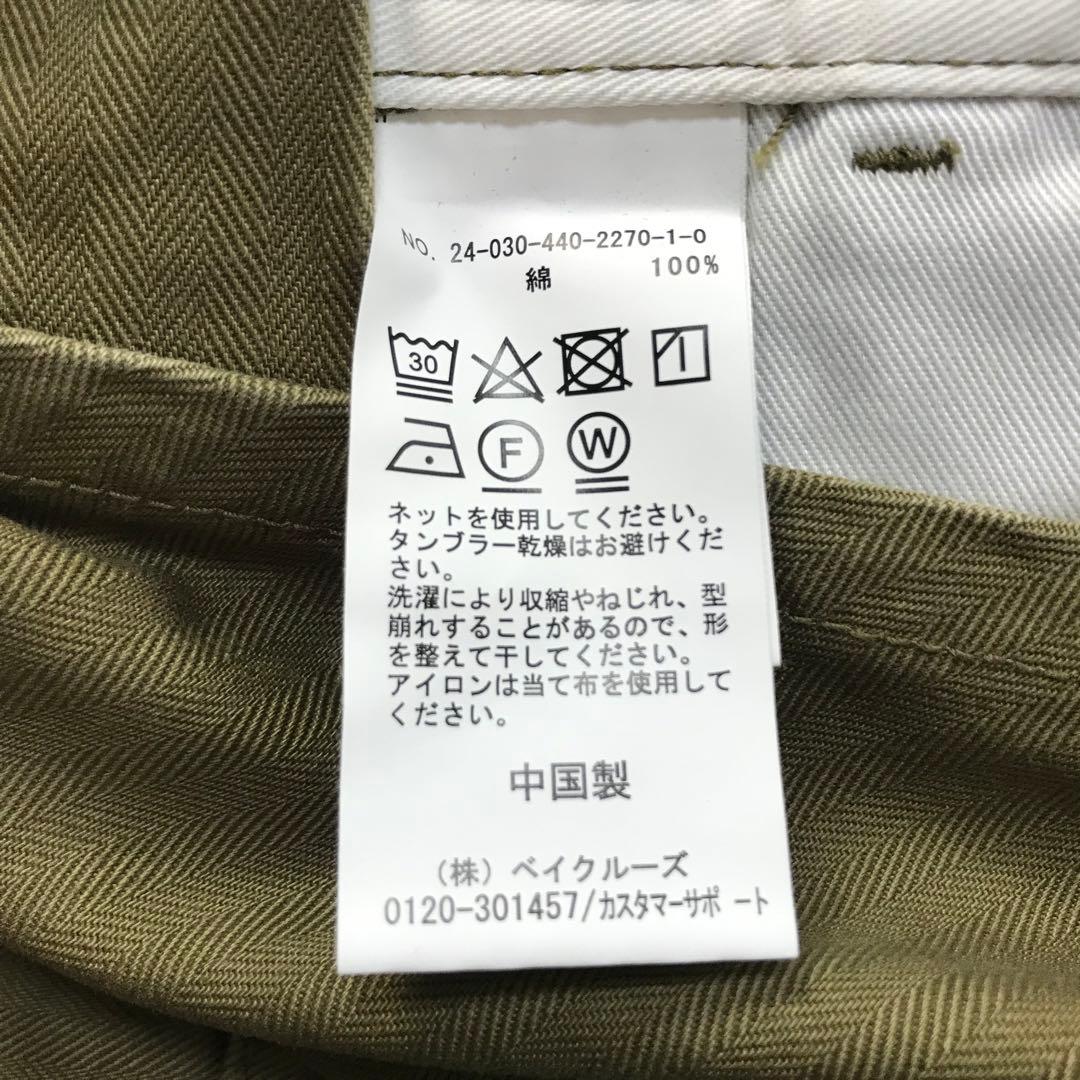 NO. 24-030-440-2270-1-0
綿 100%
30
F W
ネットを使用してください。
タンブラー乾燥はお避けくだ
さい。
洗濯により収縮やねじれ、型
崩れすることがあるので、形
を整えて干してください。
アイロンは当て布を使用して
ください。
中国製
（株）ベイクルーズ
0120-301457/カスタマーサポート